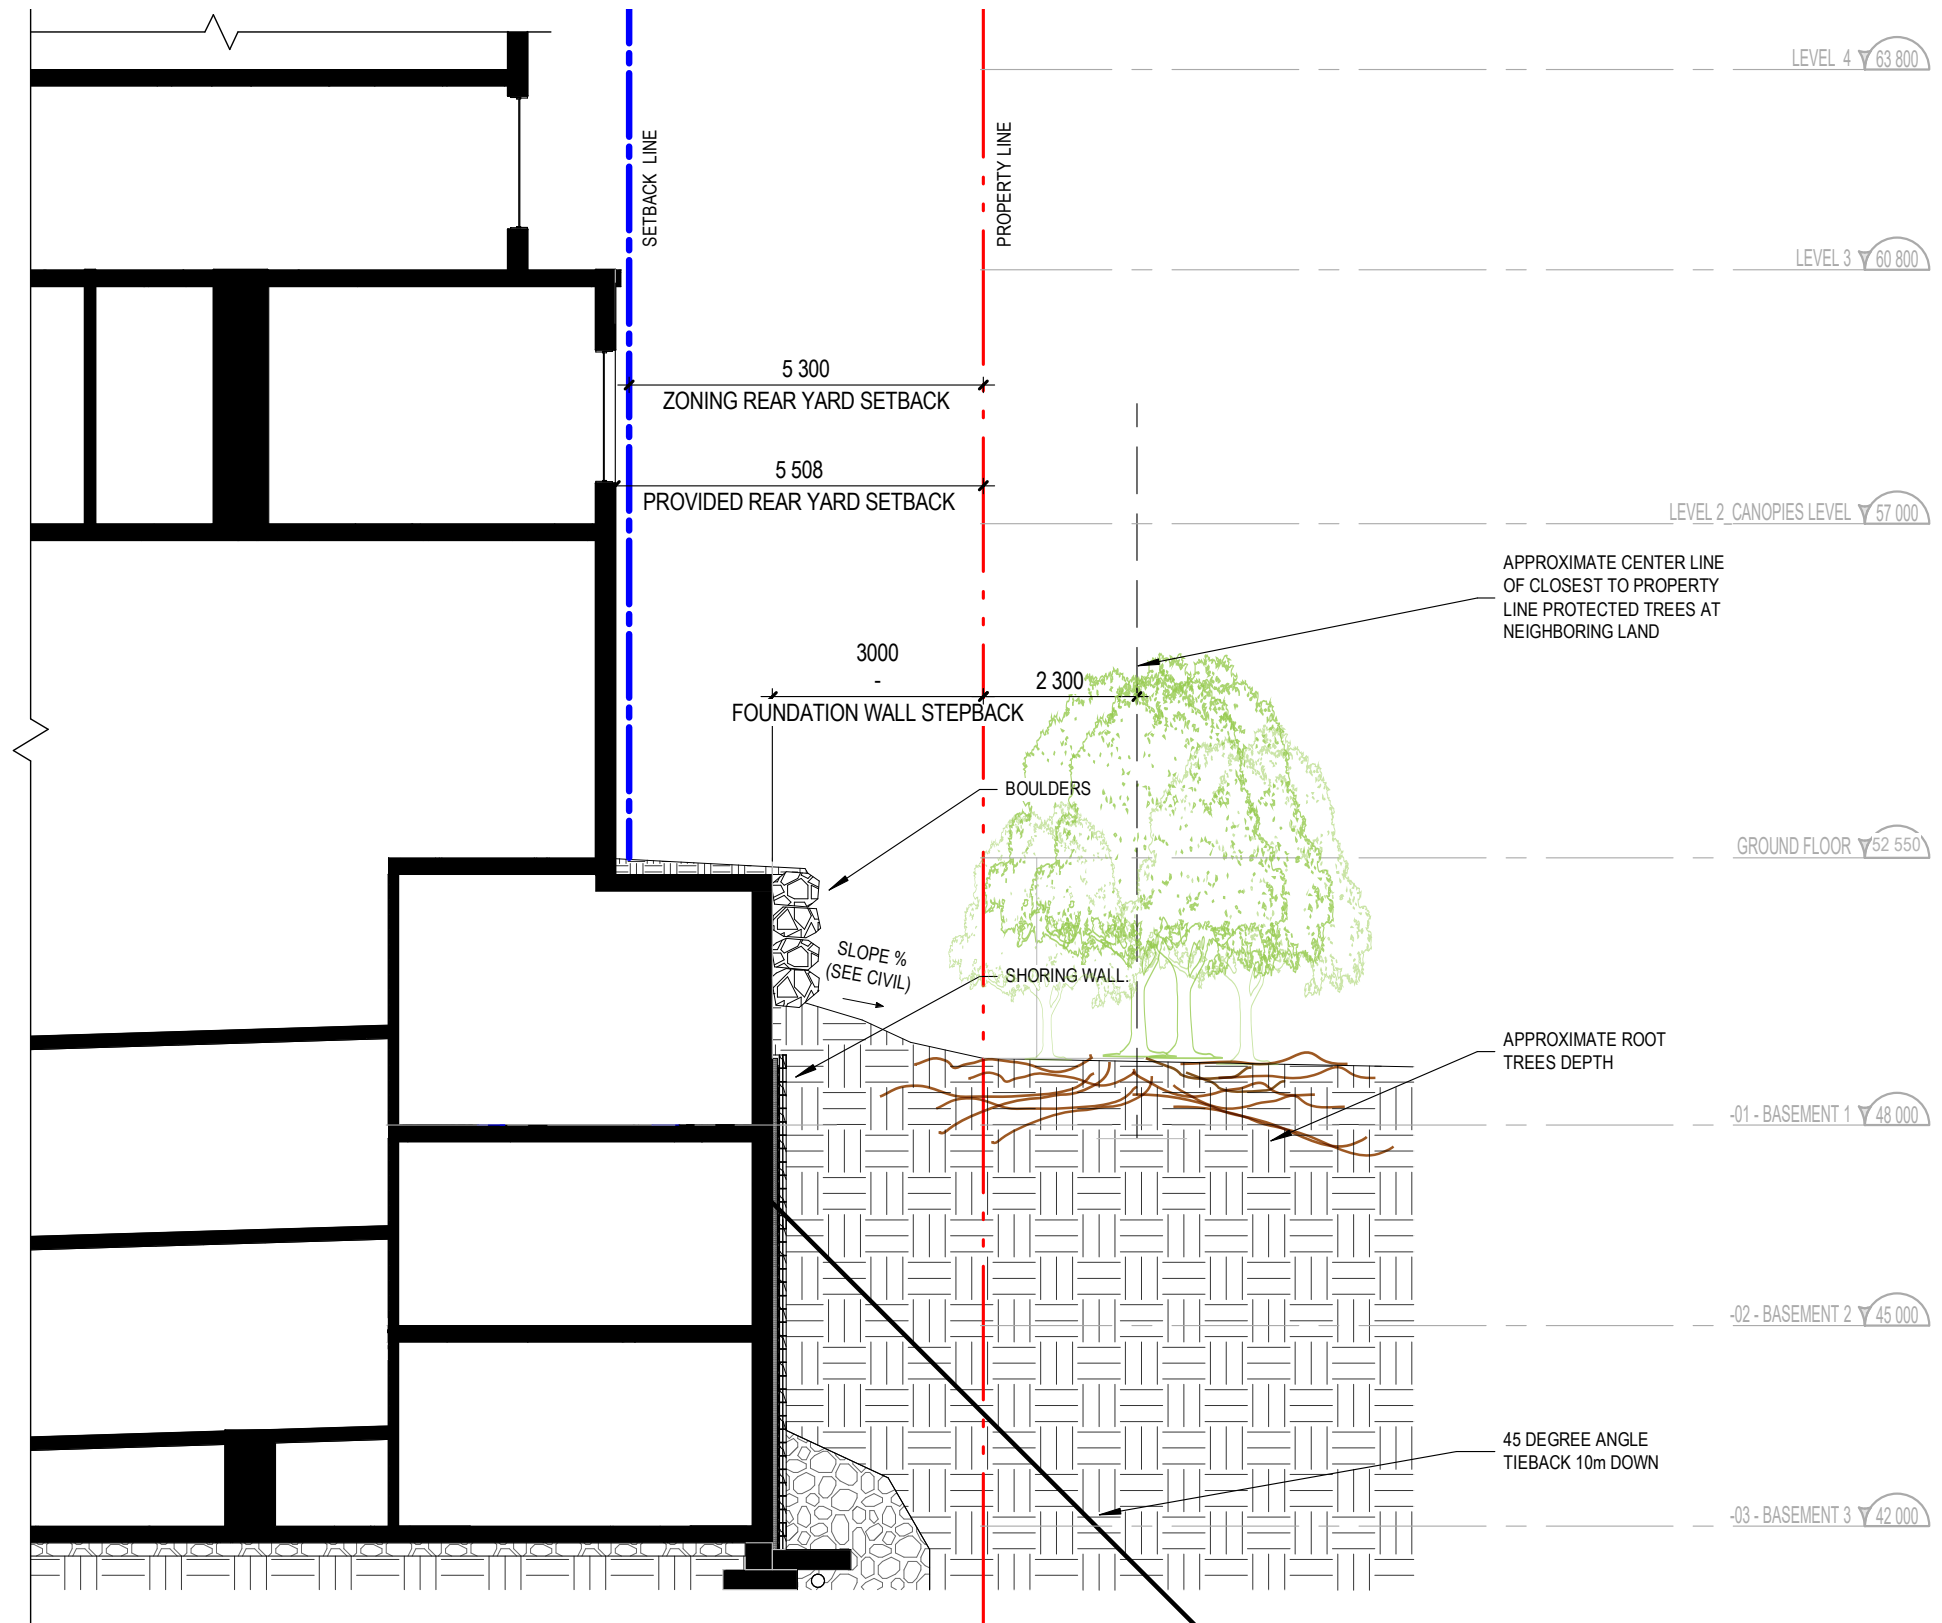 LEVEL 4
63 800
SETBACK LINE
PROPERTY LINE
LEVEL 3
60 800
5 300
ZONING REAR YARD SETBACK
5 508
PROVIDED REAR YARD SETBACK
LEVEL 2_CANOPIES LEVEL
57 000
APPROXIMATE CENTER LINE
OF CLOSEST TO PROPERTY
LINE PROTECTED TREES AT
NEIGHBORING LAND
3000
-
2 300
FOUNDATION WALL STEPBACK
BOULDERS
GROUND FLOOR
52 550
SLOPE %
(SEE CIVIL)
SHORING WALL.
APPROXIMATE ROOT
TREES DEPTH
-01 - BASEMENT 1
48 000
-02 - BASEMENT 2
45 000
45 DEGREE ANGLE
TIEBACK 10m DOWN
-03 - BASEMENT 3
42 000